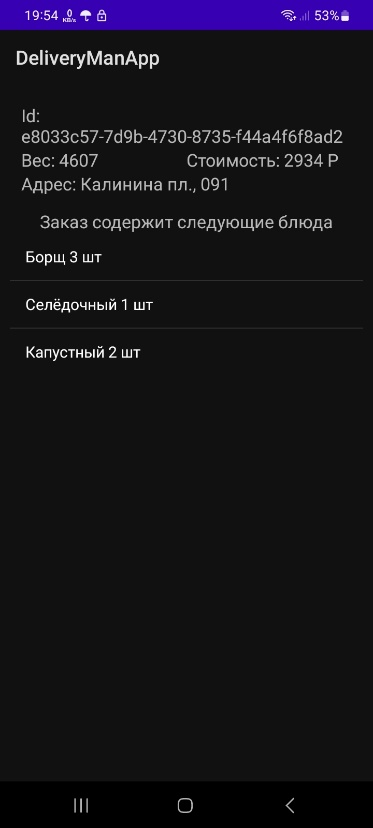 19:54 0 KB/s 53%
DeliveryManApp
Id:
e8033c57-7d9b-4730-8735-f44a4f6f8ad2
Вес: 4607 Стоимость: 2934 Р
Адрес: Калинина пл., 091
Заказ содержит следующие блюда
Борщ 3 шт
Селёдочный 1 шт
Капустный 2 шт